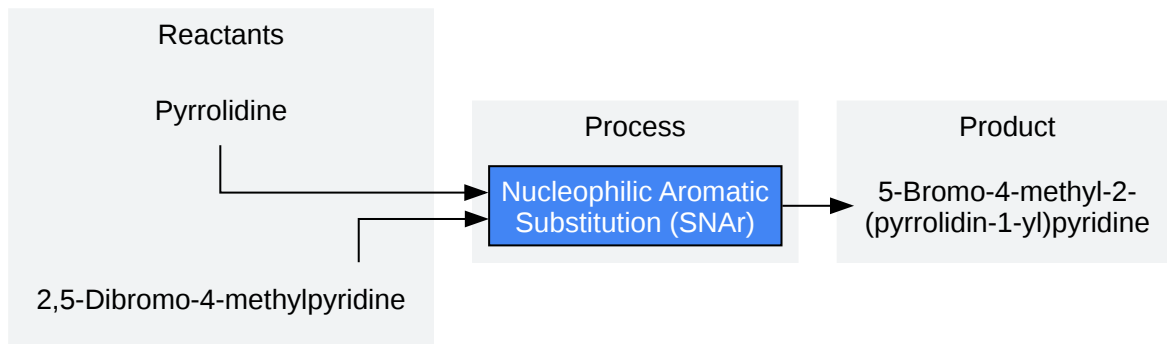 Reactants
Pyrrolidine
2,5-Dibromo-4-methylpyridine
Process
Nucleophilic Aromatic
Substitution (SNAr)
Product
5-Bromo-4-methyl-2-
(pyrrolidin-1-yl)pyridine